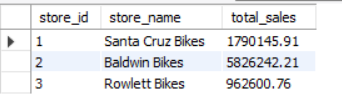 store_id store_name total_sales
1 Santa Cruz Bikes 1790145.91
2 Baldwin Bikes 5826242.21
3 Rowlett Bikes 962600.76